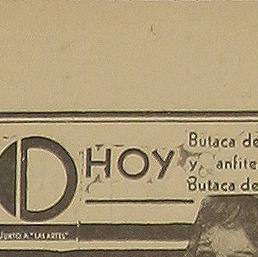 D HOY
Butaca de
y anfite
Butaca de
JUNTO A "LAS ARTES"